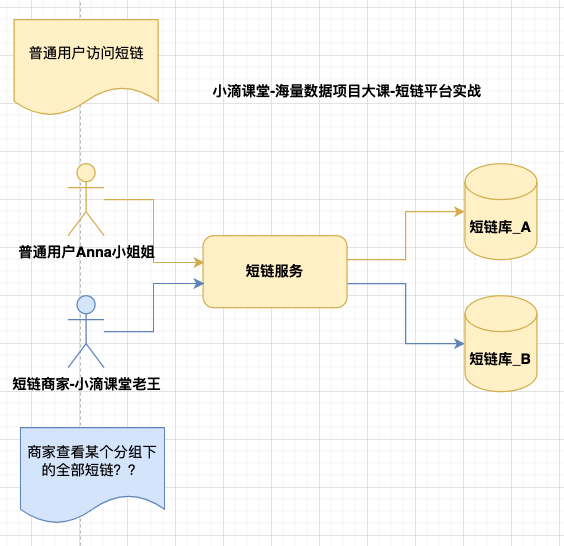 普通用户访问短链
小滴课堂-海量数据项目大课-短链平台实战
普通用户Anna小姐姐
短链服务
短链库_A
短链库_B
短链商家-小滴课堂老王
商家查看某个分组下
的全部短链？？